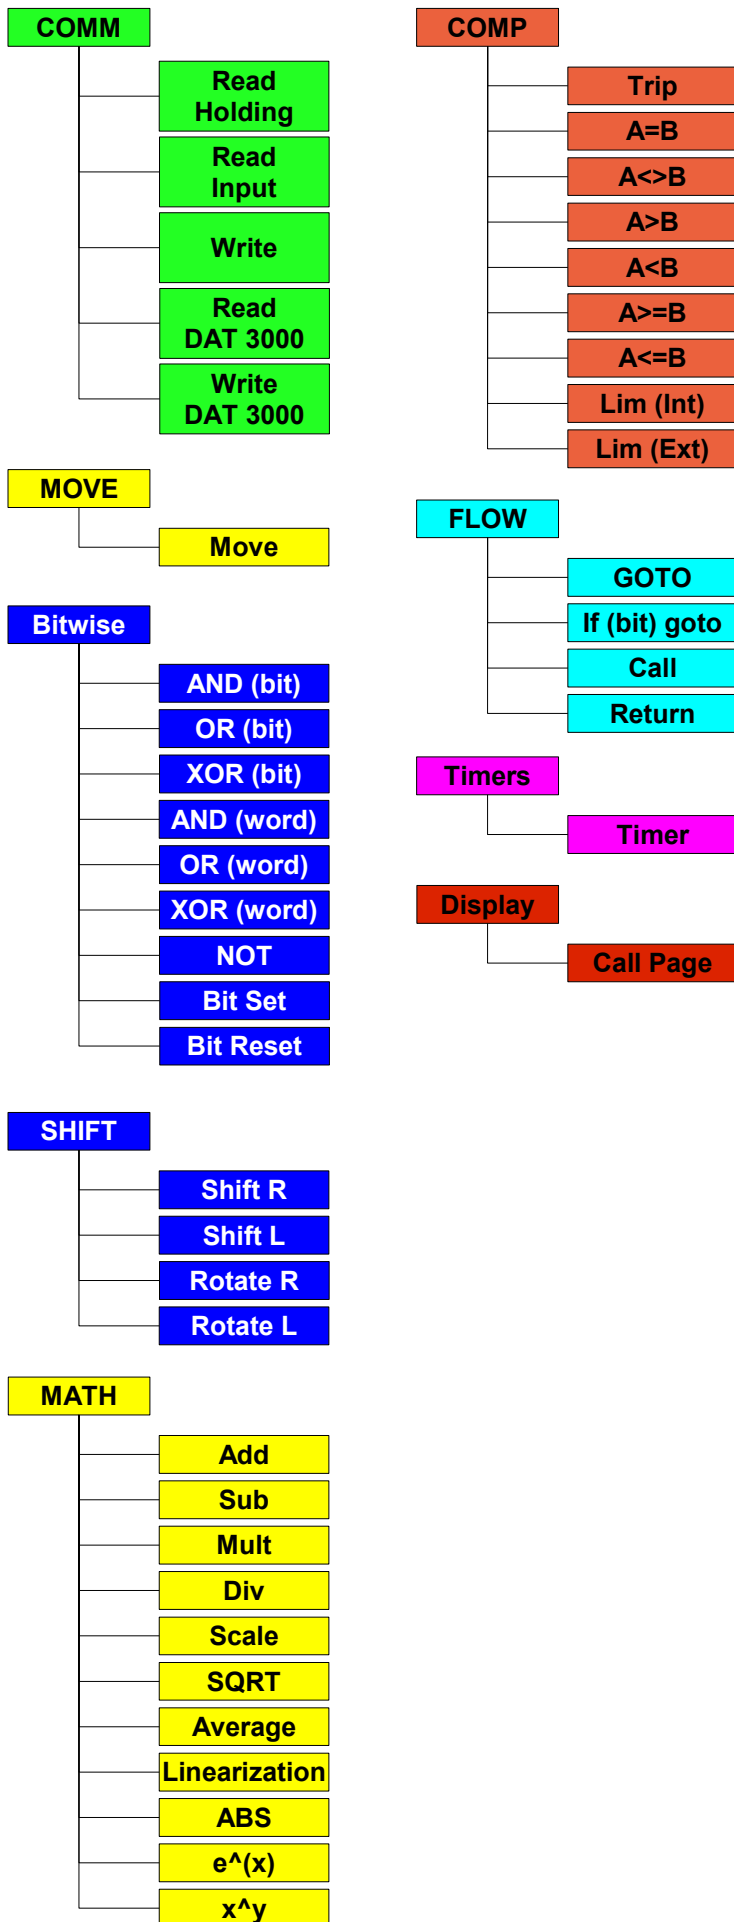 COMM
Read
Holding
Read
Input
Write
Read
DAT 3000
Write
DAT 3000
MOVE
Move
Bitwise
AND (bit)
OR (bit)
XOR (bit)
AND (word)
OR (word)
XOR (word)
NOT
Bit Set
Bit Reset
SHIFT
Shift R
Shift L
Rotate R
Rotate L
MATH
Add
Sub
Mult
Div
Scale
SQRT
Average
Linearization
ABS
e^(x)
x^y
COMP
Trip
A=B
A<>B
A>B
A<B
A>=B
A<=B
Lim (Int)
Lim (Ext)
FLOW
GOTO
If (bit) goto
Call
Return
Timers
Timer
Display
Call Page